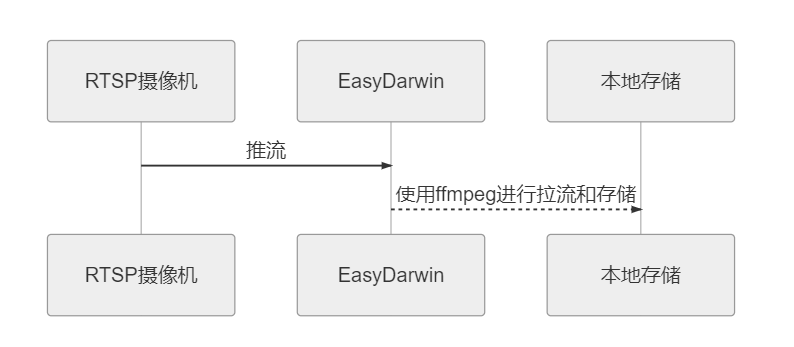 RTSP摄像机
EasyDarwin
本地存储
推流
使用ffmpeg进行拉流和存储
RTSP摄像机
EasyDarwin
本地存储